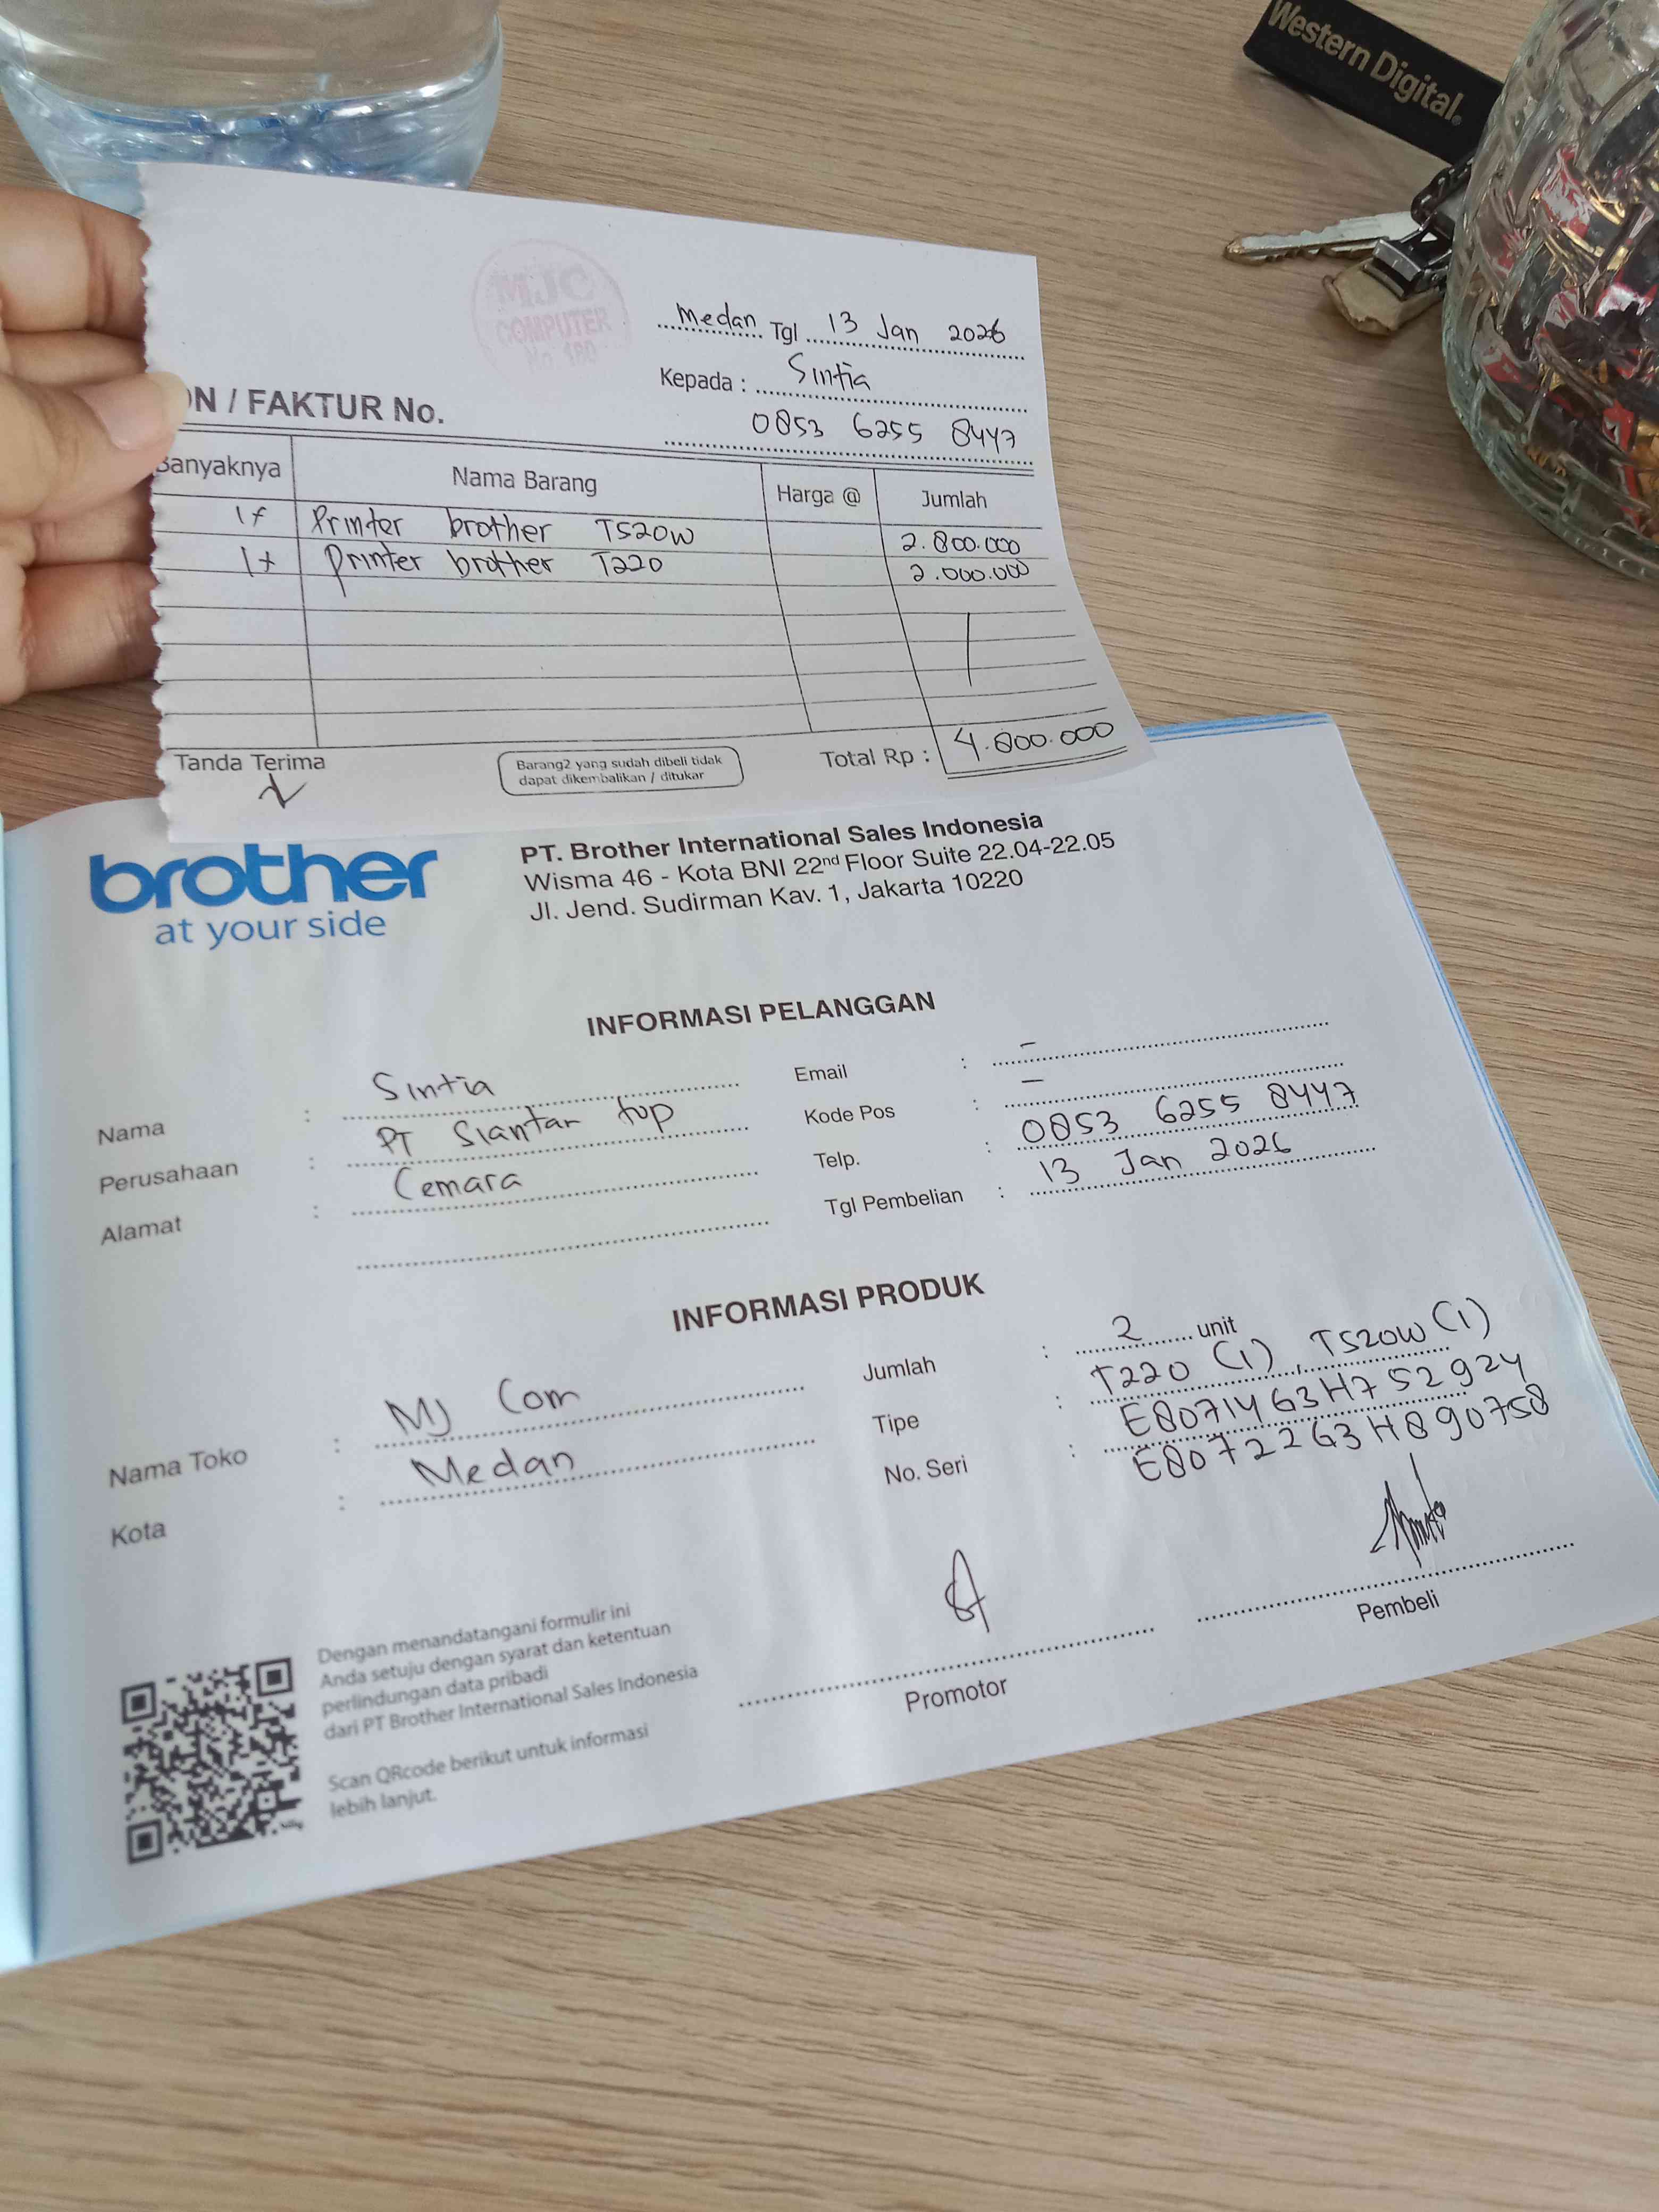 Western Digital®
MJC
COMPUTER
No 180
Medan Tgl 13 Jan 2026
Kepada : Sintia
0853 6255 8447
ON / FAKTUR No.
Banyaknya Nama Barang Harga @ Jumlah
1x Printer brother T520W 2.800.000
1x Printer brother T220 2.000.000
Total Rp : 4.800.000
Tanda Terima
Barang2 yang sudah dibeli tidak
dapat dikembalikan / ditukar
brother
at your side
PT. Brother International Sales Indonesia
Wisma 46 - Kota BNI 22nd Floor Suite 22.04-22.05
Jl. Jend. Sudirman Kav. 1, Jakarta 10220
INFORMASI PELANGGAN
Nama : Sintia
Perusahaan : PT Siantar top
Alamat : Cemara
Email : -
Kode Pos : -
Telp. : 0853 6255 8447
Tgl Pembelian : 13 Jan 2026
INFORMASI PRODUK
Nama Toko : MJ Com
Kota : Medan
Jumlah : 2 unit
Tipe : T220 (1), T520W (1)
No. Seri : E80714G3H752924
E80722G3H890758
Dengan menandatangani formulir ini
Anda setuju dengan syarat dan ketentuan
perlindungan data pribadi
dari PT Brother International Sales Indonesia
Scan QRcode berikut untuk informasi
lebih lanjut.
Promotor
Pembeli